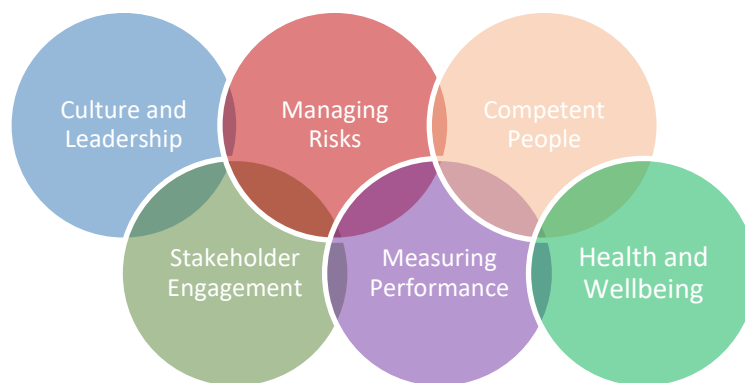 Culture and
Leadership
Managing
Risks
Competent
People
Stakeholder
Engagement
Measuring
Performance
Health and
Wellbeing